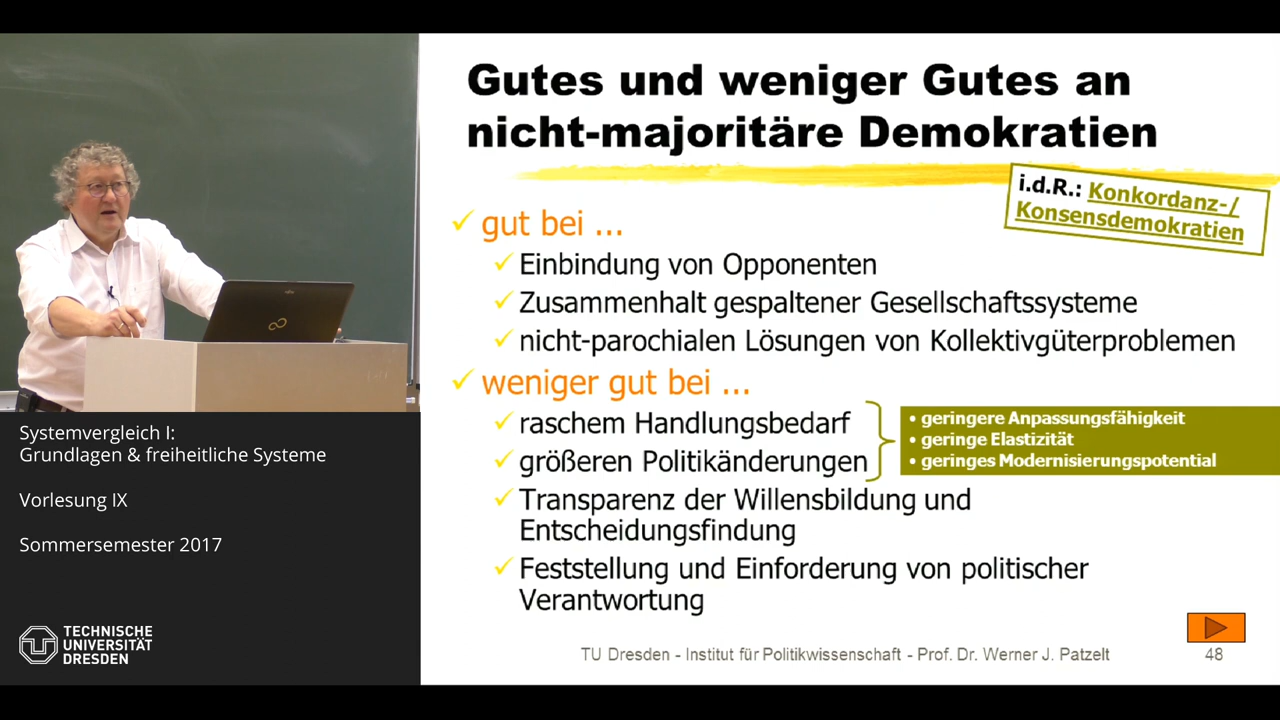 Gutes und weniger Gutes an
nicht-majoritäre Demokratien
i.d.R.: Konkordanz-/
Konsensdemokratien
gut bei ...
Einbindung von Opponenten
Zusammenhalt gespaltener Gesellschaftssysteme
nicht-parochialen Lösungen von Kollektivgüterproblemen
weniger gut bei ...
raschem Handlungsbedarf
größeren Politikänderungen
• geringere Anpassungsfähigkeit
• geringe Elastizität
• geringes Modernisierungspotential
Transparenz der Willensbildung und
Entscheidungsfindung
Feststellung und Einforderung von politischer
Verantwortung
TU Dresden - Institut für Politikwissenschaft - Prof. Dr. Werner J. Patzelt
48
Systemvergleich I:
Grundlagen & freiheitliche Systeme
Vorlesung IX
Sommersemester 2017
TECHNISCHE
UNIVERSITÄT
DRESDEN